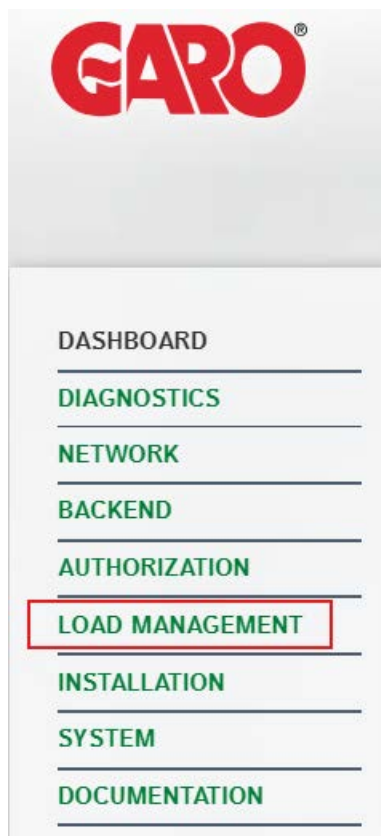 GARO®
DASHBOARD
DIAGNOSTICS
NETWORK
BACKEND
AUTHORIZATION
LOAD MANAGEMENT
INSTALLATION
SYSTEM
DOCUMENTATION